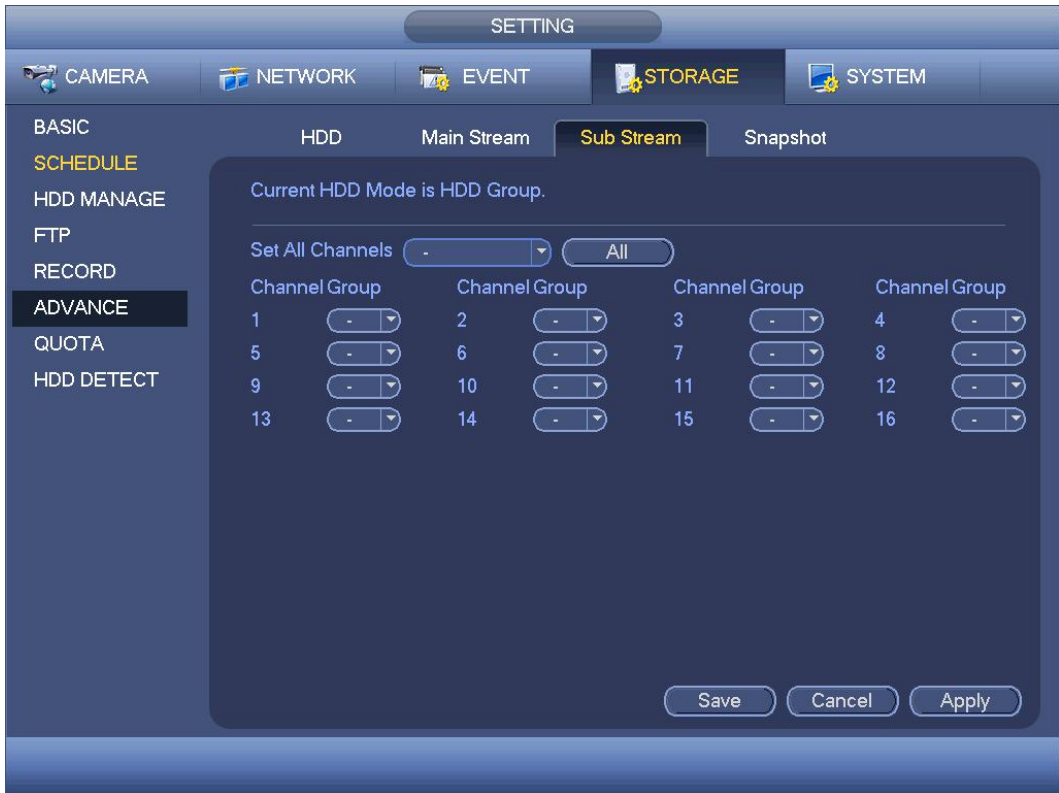 SETTING
CAMERA NETWORK EVENT STORAGE SYSTEM
BASIC
SCHEDULE
HDD MANAGE
FTP
RECORD
ADVANCE
QUOTA
HDD DETECT
HDD Main Stream Sub Stream Snapshot
Current HDD Mode is HDD Group.
Set All Channels - All
Channel Group Channel Group Channel Group Channel Group
1 - 2 - 3 - 4 -
5 - 6 - 7 - 8 -
9 - 10 - 11 - 12 -
13 - 14 - 15 - 16 -
Save Cancel Apply